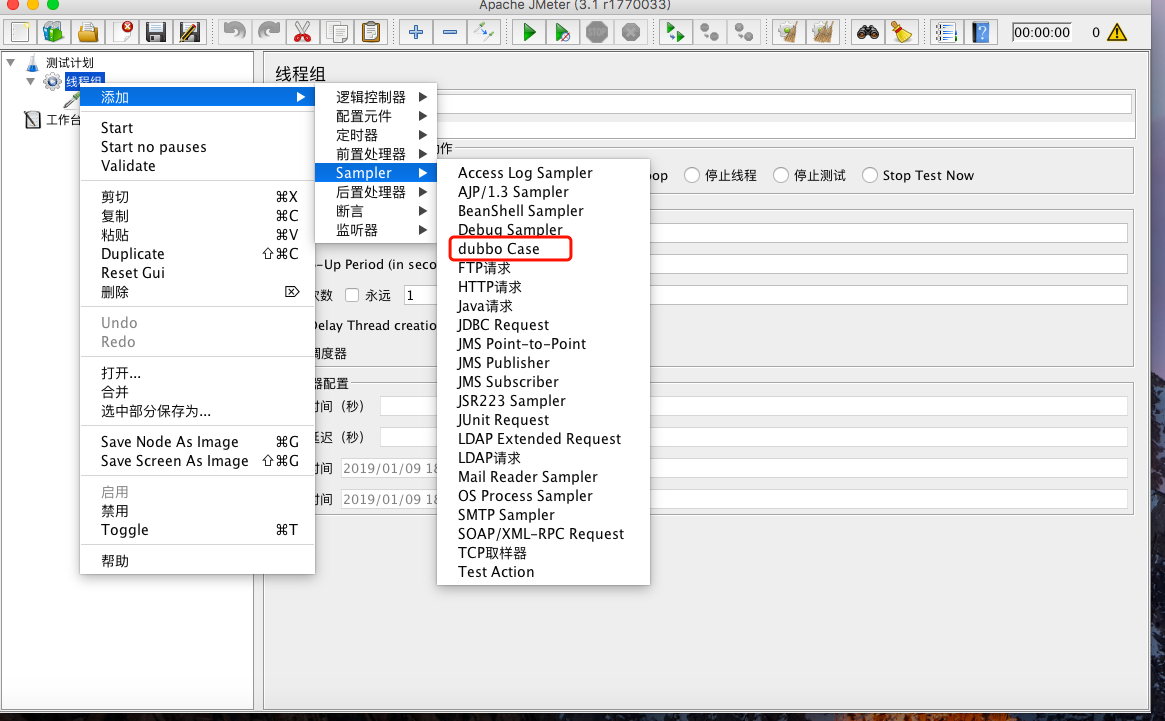 Apache JMeter (3.1 r1770033)
00:00:00
0
测试计划
线程组
工作台
线程组
添加
Start
Start no pauses
Validate
剪切 ⌘X
复制 ⌘C
粘贴 ⌘V
Duplicate ⇧⌘C
Reset Gui
删除 ⌦
Undo
Redo
打开...
合并
选中部分保存为...
Save Node As Image ⌘G
Save Screen As Image ⇧⌘G
启用
禁用
Toggle ⌘T
帮助
逻辑控制器
配置元件
定时器
前置处理器
Sampler
后置处理器
断言
监听器
Access Log Sampler
AJP/1.3 Sampler
BeanShell Sampler
Debug Sampler
dubbo Case
FTP请求
HTTP请求
Java请求
JDBC Request
JMS Point-to-Point
JMS Publisher
JMS Subscriber
JSR223 Sampler
JUnit Request
LDAP Extended Request
LDAP请求
Mail Reader Sampler
OS Process Sampler
SMTP Sampler
SOAP/XML-RPC Request
TCP取样器
Test Action
作
oop 停止线程 停止测试 Stop Test Now
-Up Period (in seco
次数 永远 1
Delay Thread creatio
调度器
器配置
时间（秒）
延迟（秒）
时间 2019/01/09 18
时间 2019/01/09 18